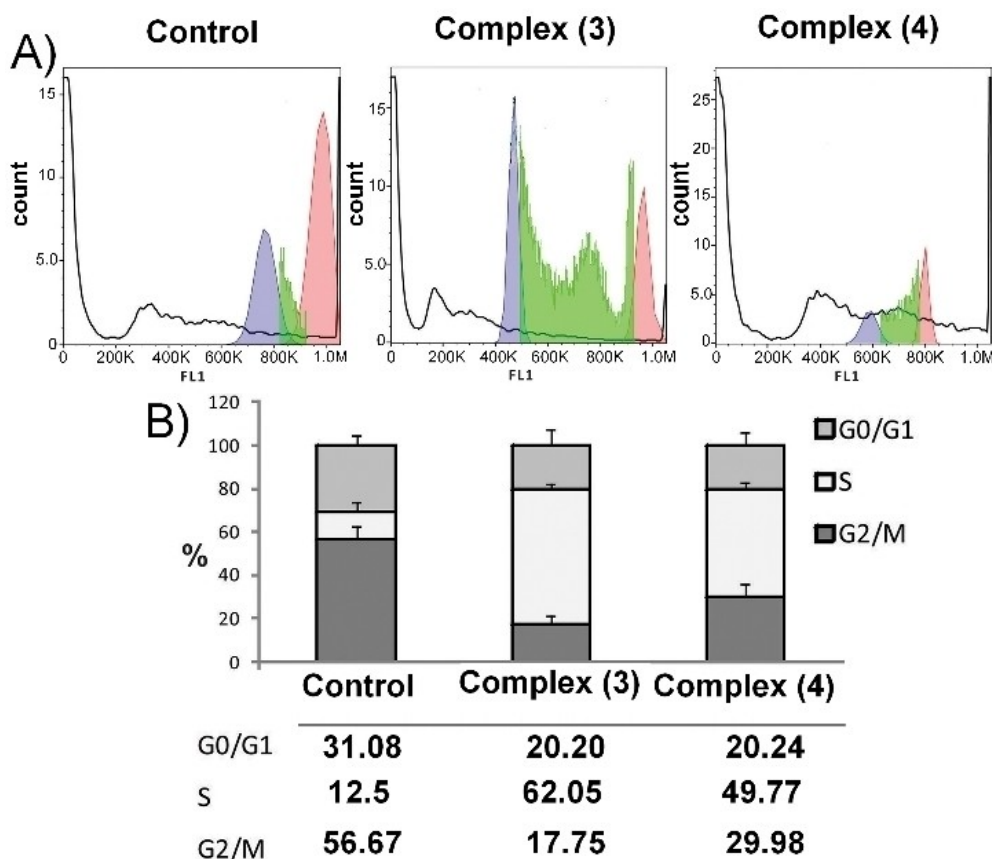 Control Complex (3) Complex (4)
A)
count
15
10
5.0
0
0 200K 400K 600K 800K 1.0M
FL1
count
15
10
5.0
0
0 200K 400K 600K 800K 1.0M
FL1
count
25
20
15
10
5.0
0
0 200K 400K 600K 800K 1.0M
FL1
B)
%
120
100
80
60
40
20
0
G0/G1
S
G2/M
Control Complex (3) Complex (4)
G0/G1 31.08 20.20 20.24
S 12.5 62.05 49.77
G2/M 56.67 17.75 29.98